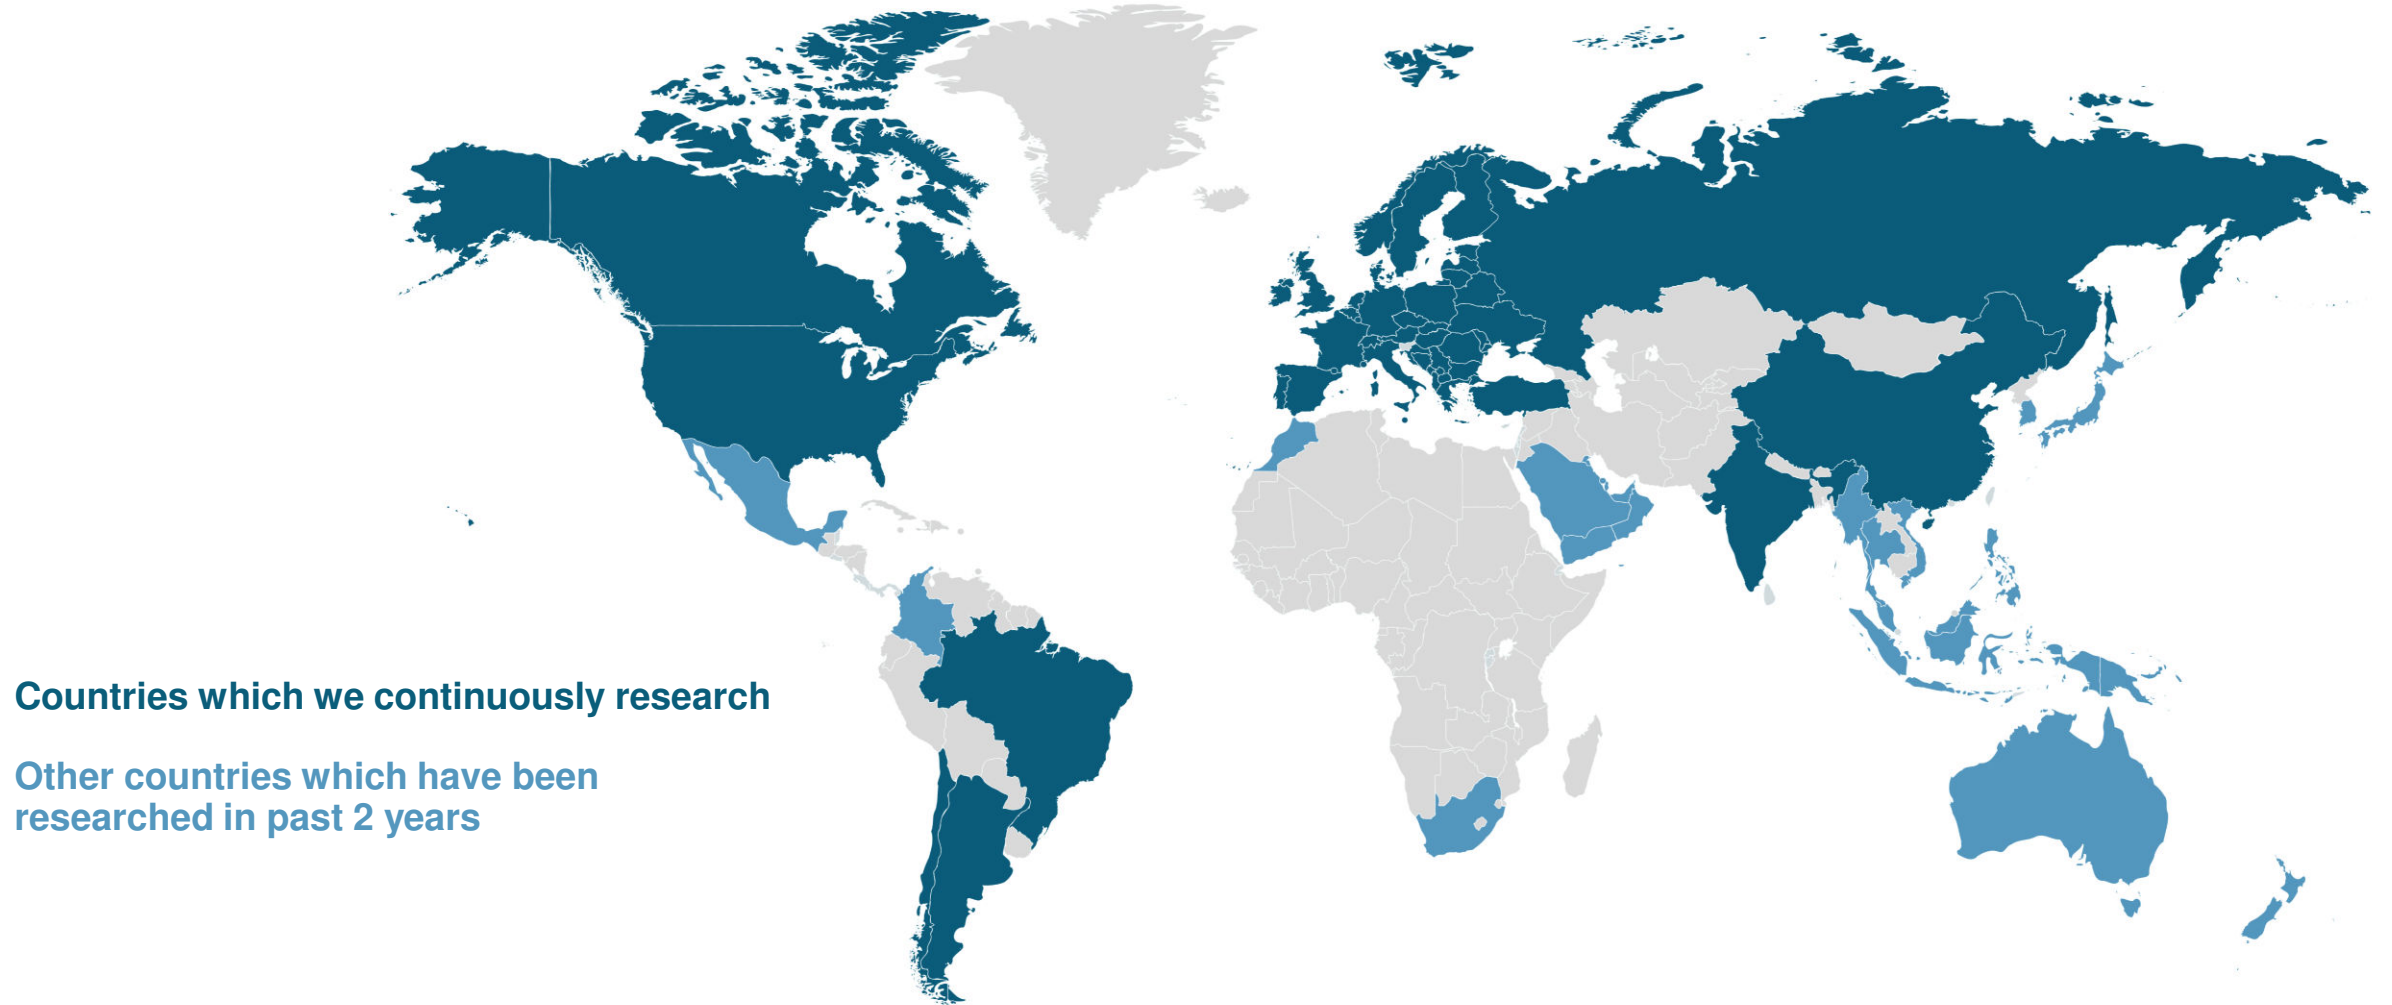 Countries which we continuously research
Other countries which have been
researched in past 2 years